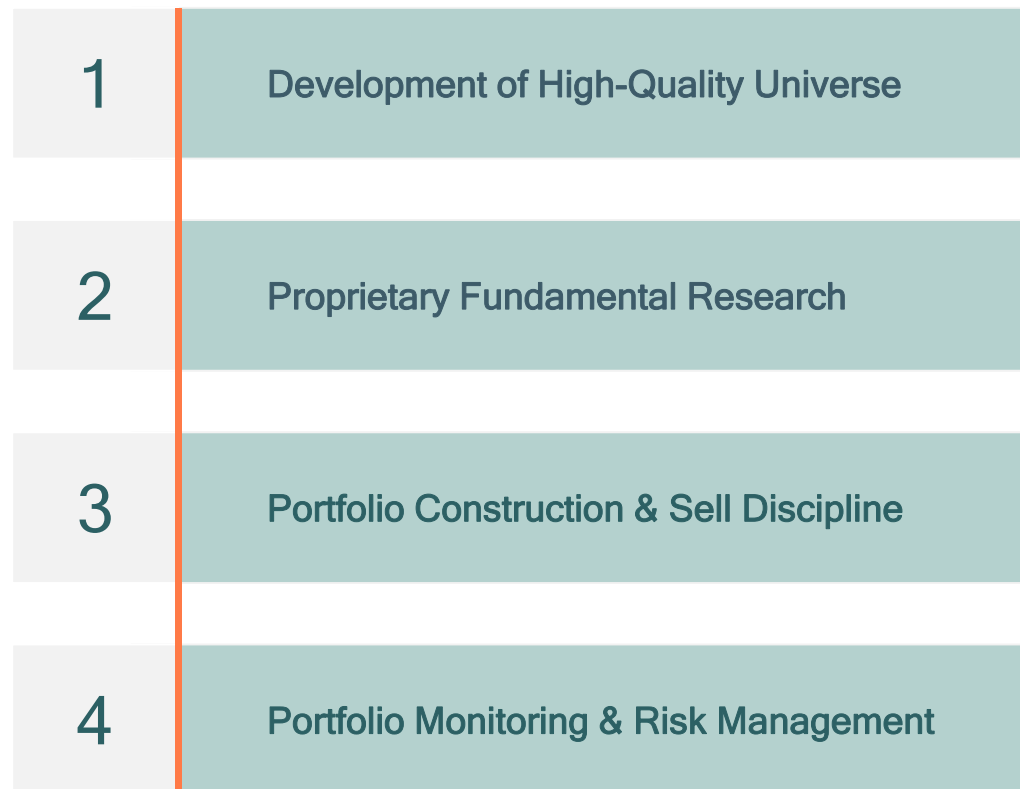 1
Development of High-Quality Universe
2
Proprietary Fundamental Research
3
Portfolio Construction & Sell Discipline
4
Portfolio Monitoring & Risk Management